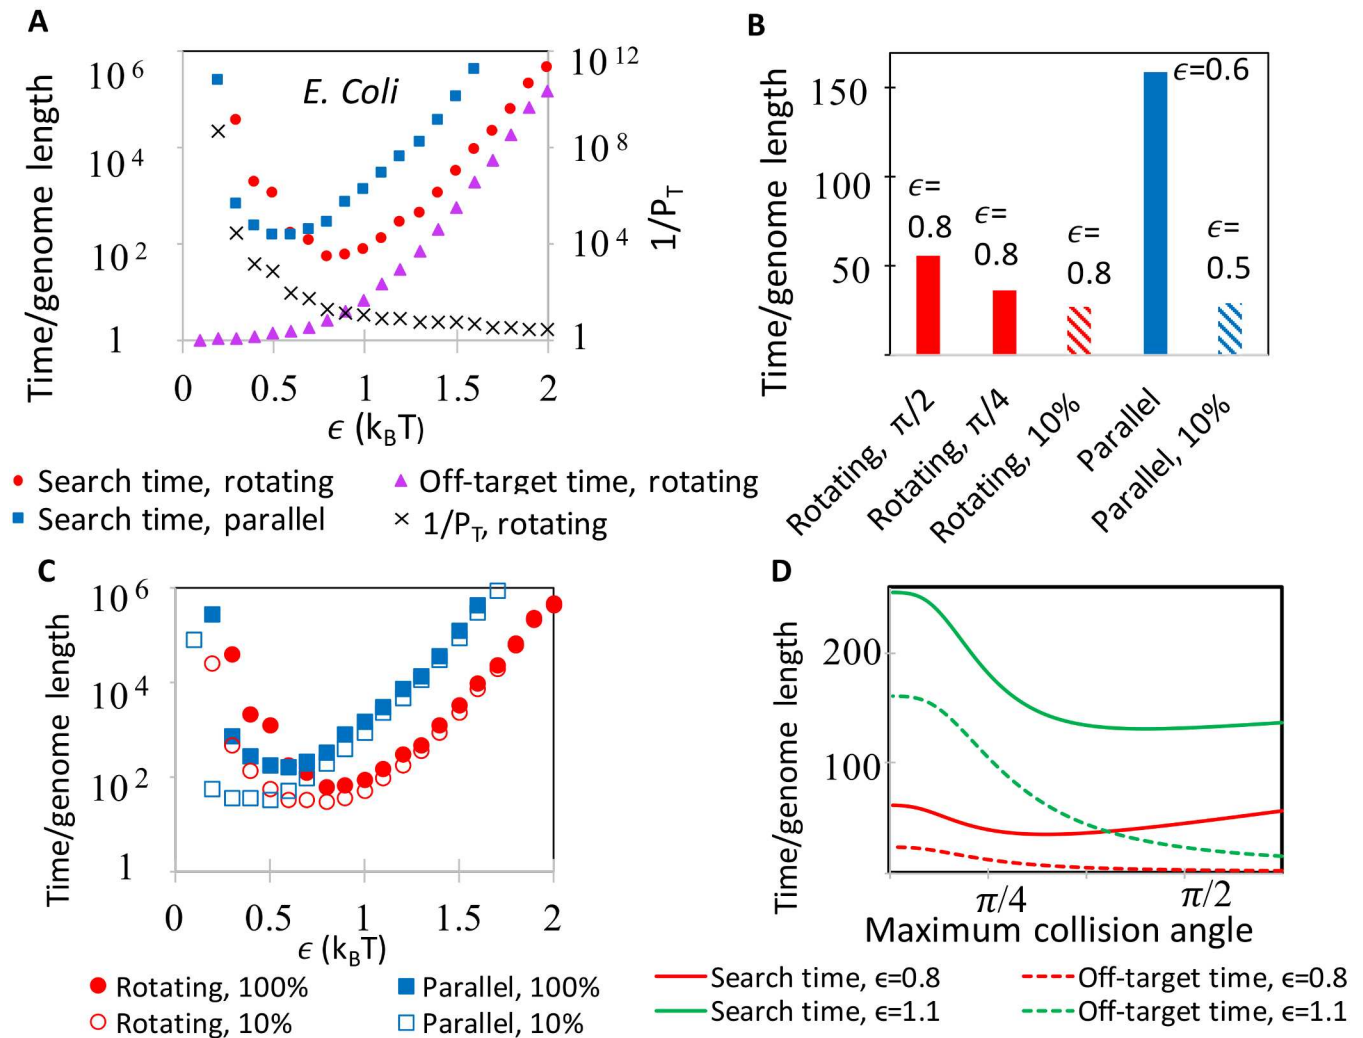 A
E. Coli
Time/genome length
10 6
10 4
10 2
1
10 12
10 8
10 4
1
1/PT
0 0.5 1 1.5 2
ϵ (kBT)
Search time, rotating
Off-target time, rotating
Search time, parallel
1/PT, rotating
B
Time/genome length
150
100
50
ϵ=
0.8
ϵ=
0.8
ϵ=
0.8
ϵ=0.6
ϵ=
0.5
Rotating, π/2
Rotating, π/4
Rotating, 10%
Parallel
Parallel, 10%
C
Time/genome length
10 6
10 4
10 2
1
0 0.5 1 1.5 2
ϵ (kBT)
Rotating, 100%
Parallel, 100%
Rotating, 10%
Parallel, 10%
D
Time/genome length
200
100
π/4 π/2
Maximum collision angle
Search time, ϵ=0.8
Off-target time, ϵ=0.8
Search time, ϵ=1.1
Off-target time, ϵ=1.1